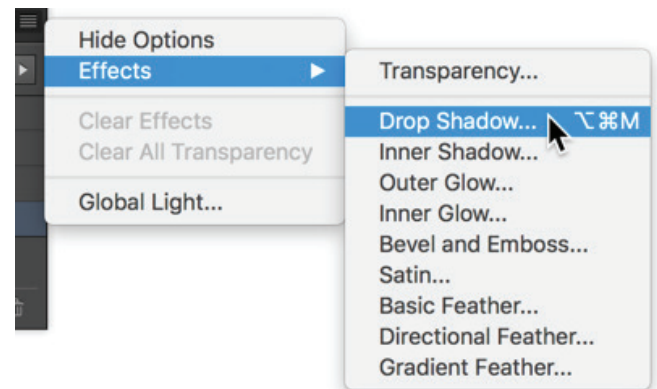 Hide Options
Effects ▶
Clear Effects
Clear All Transparency
Global Light...
Transparency...
Drop Shadow... ⌥⌘M
Inner Shadow...
Outer Glow...
Inner Glow...
Bevel and Emboss...
Satin...
Basic Feather...
Directional Feather...
Gradient Feather...